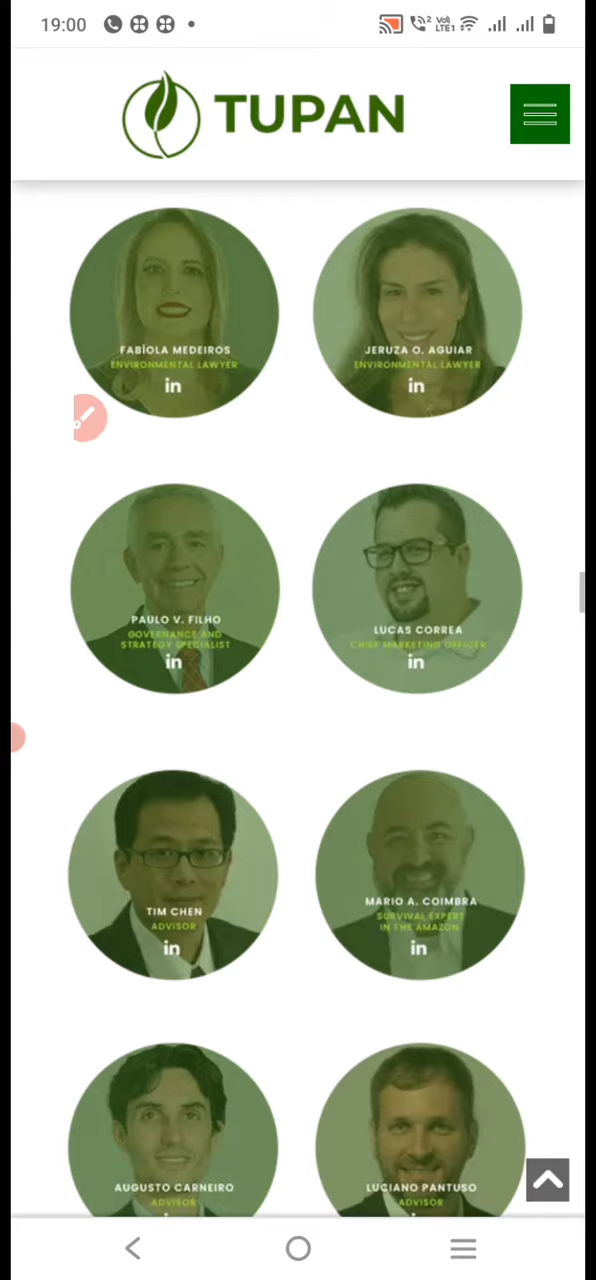 19:00
Vo)
LTE1
TUPAN
FABÍOLA MEDEIROS
ENVIRONMENTAL LAWYER
in
JERUZA O. AGUIAR
ENVIRONMENTAL LAWYER
in
PAULO V. FILHO
GOVERNANCE AND
STRATEGY SPECIALIST
in
LUCAS CORREA
CHIEF MARKETING OFFICER
in
TIM CHEN
ADVISOR
in
MARIO A. COIMBRA
SURVIVAL EXPERT
IN THE AMAZON
in
AUGUSTO CARNEIRO
ADVISOR
LUCIANO PANTUSO
ADVISOR